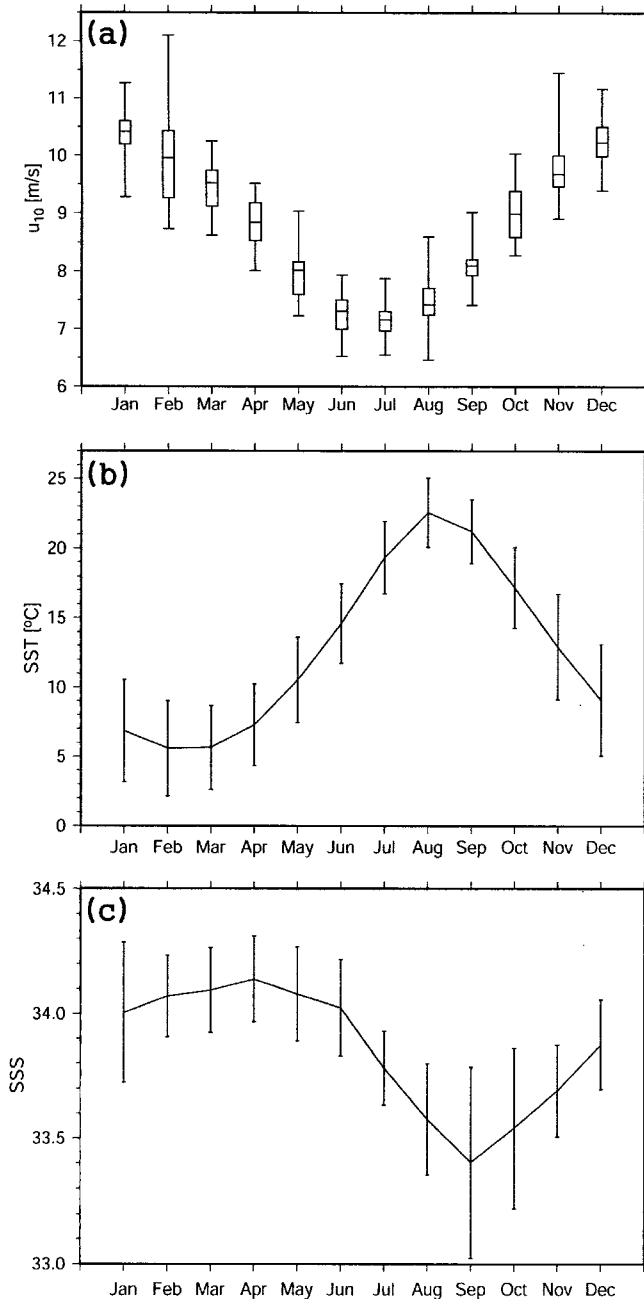 (a)
12
11
10
9
8
7
6
u10 [m/s]
Jan Feb Mar Apr May Jun Jul Aug Sep Oct Nov Dec
(b)
25
20
15
10
5
0
SST [ºC]
Jan Feb Mar Apr May Jun Jul Aug Sep Oct Nov Dec
(c)
34.5
34.0
33.5
33.0
SSS
Jan Feb Mar Apr May Jun Jul Aug Sep Oct Nov Dec